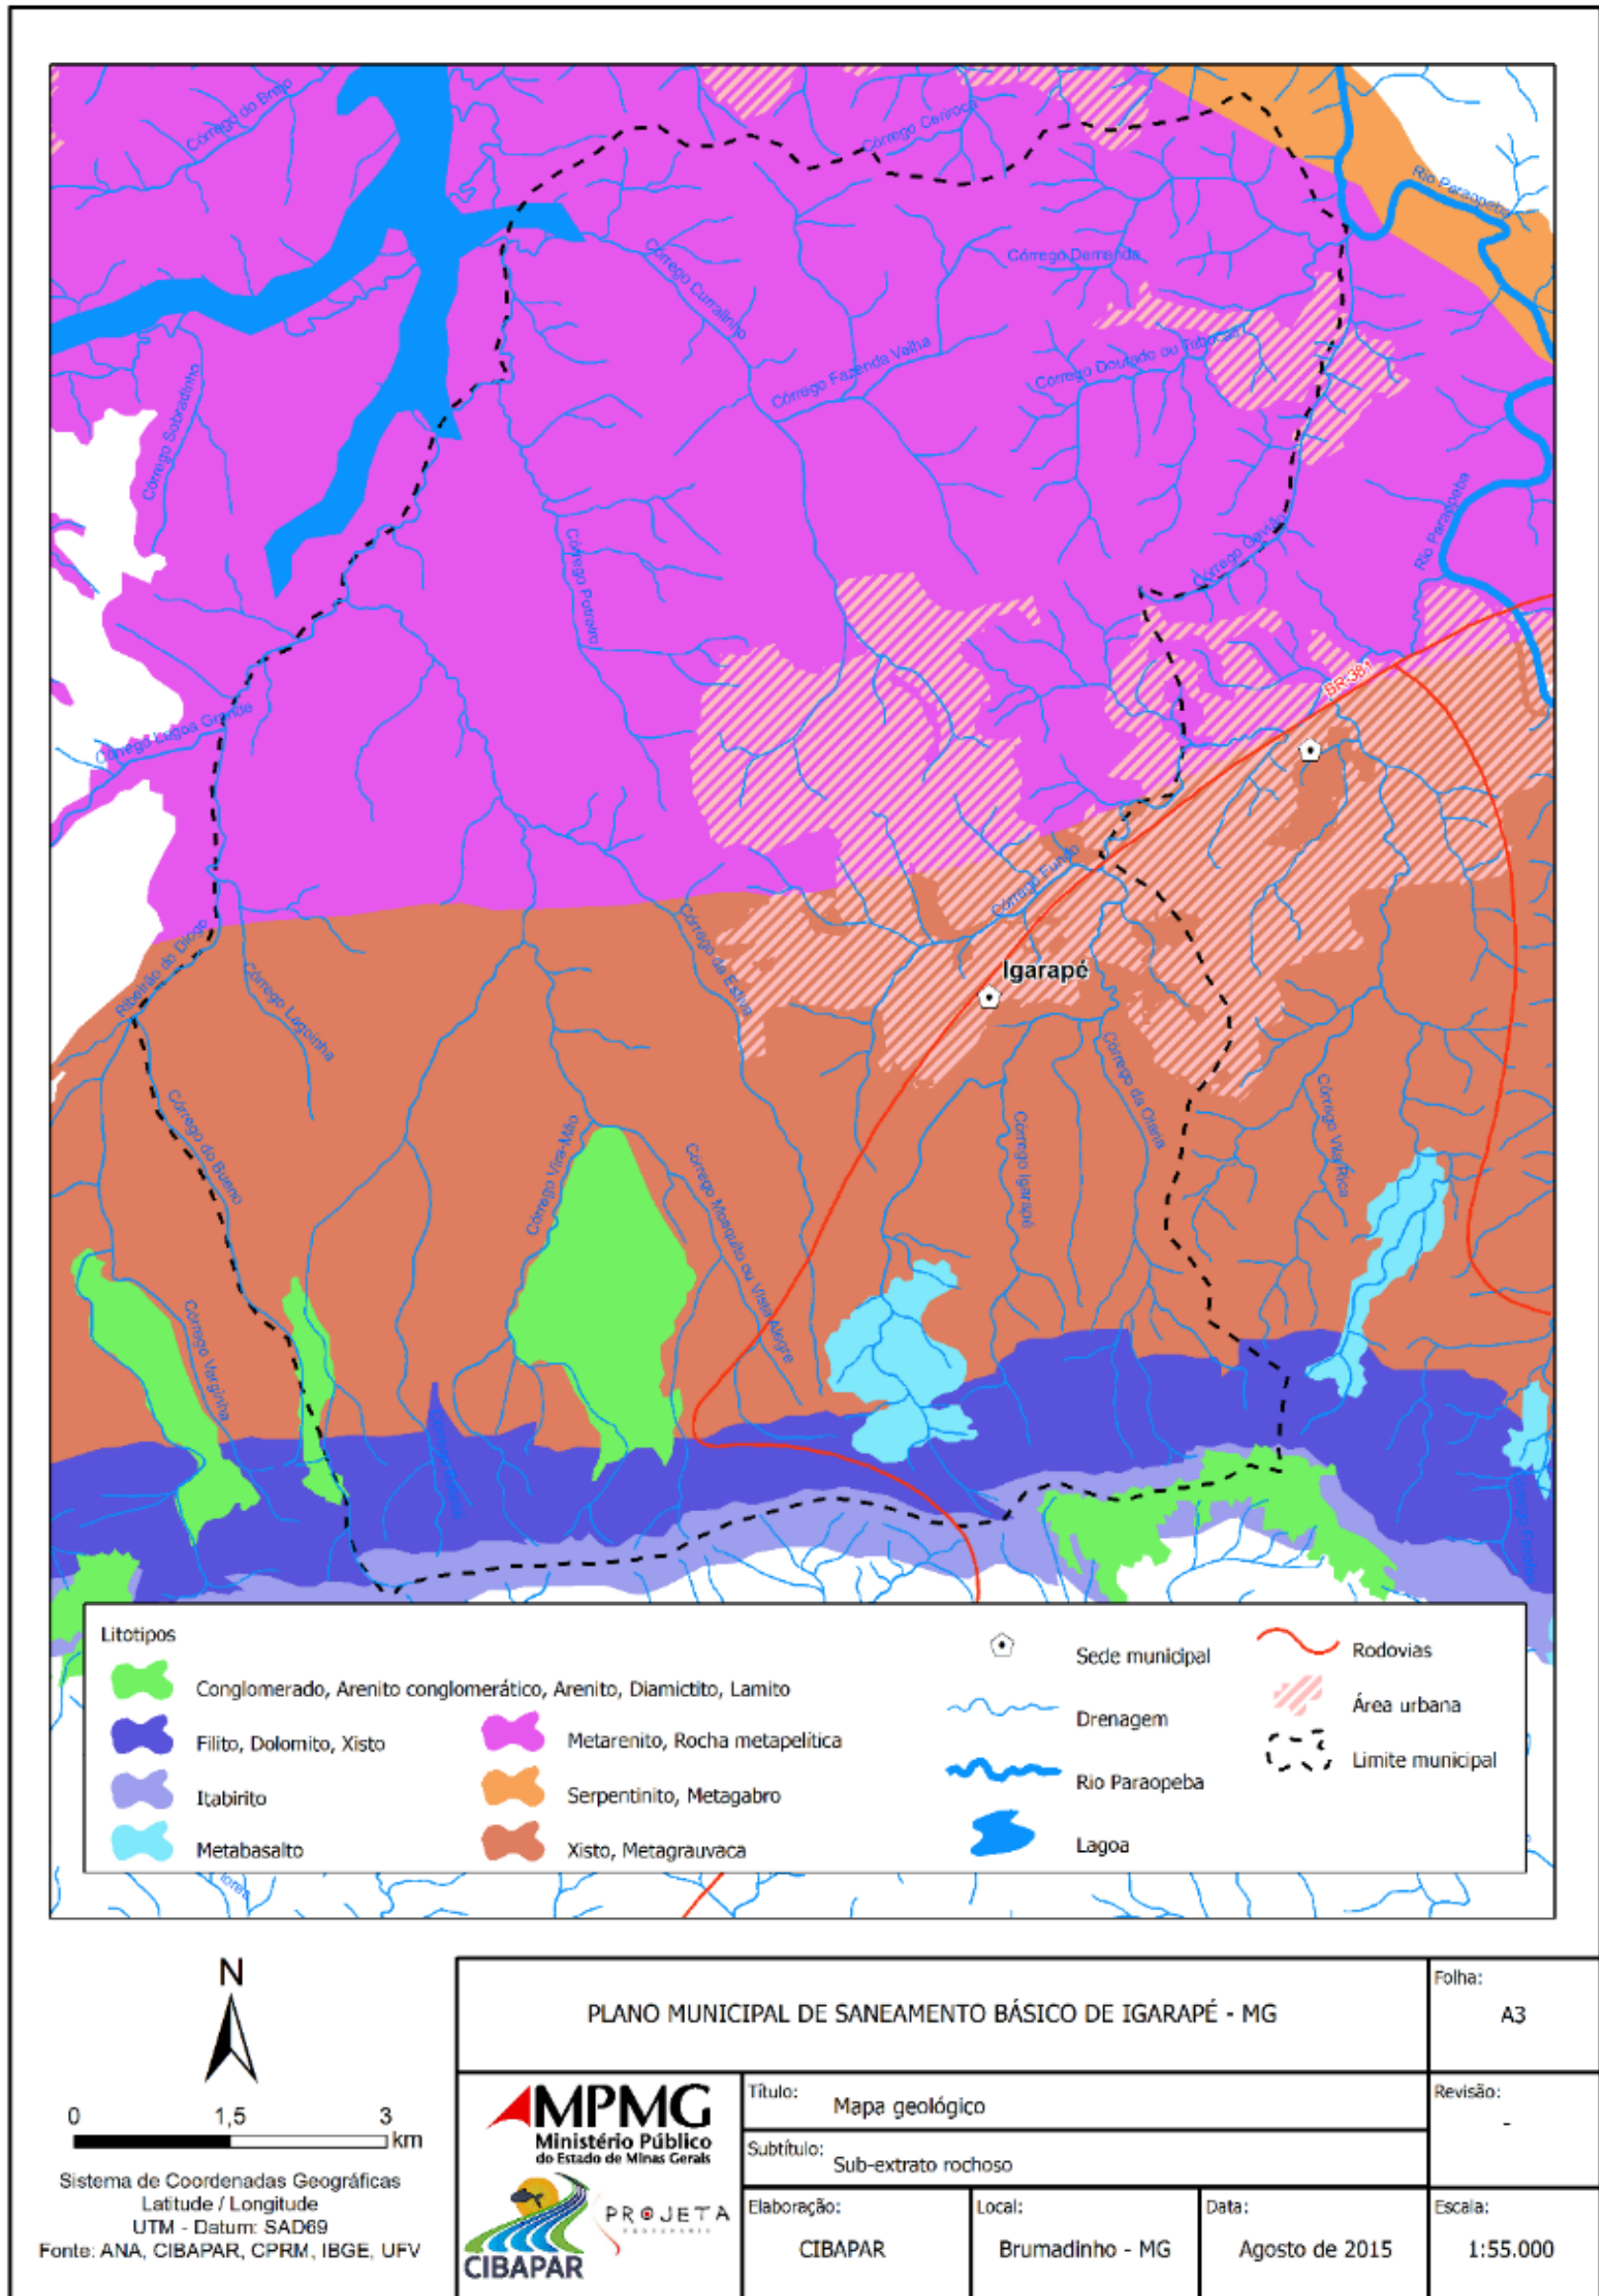 Córrego do Brejo
Córrego Ceriroca
Rio Paraopeba
Córrego Curralinho
Córrego Demanda
Córrego Sobradinho
Córrego Fazenda Velha
Córrego Dourado ou Tabocas
Rio Paraopeba
Córrego Gavião
Córrego Potreiro
BR-381
Córrego Lagoa Grande
Córrego Fundo
Ribeirão do Diogo
Córrego da Estiva
Igarapé
Córrego Lagoinha
Córrego da Olaria
Córrego do Bueno
Córrego Vira-Mão
Córrego Igarapé
Córrego Vila Rica
Córrego Mosquito ou Vista Alegre
Córrego Varginha
Litotipos
Conglomerado, Arenito conglomerático, Arenito, Diamictito, Lamito
Filito, Dolomito, Xisto
Itabirito
Metabasalto
Metarenito, Rocha metapelítica
Serpentinito, Metagabro
Xisto, Metagrauvaca
Sede municipal
Drenagem
Rio Paraopeba
Lagoa
Rodovias
Área urbana
Limite municipal
N
0 1,5 3
km
Sistema de Coordenadas Geográficas
Latitude / Longitude
UTM - Datum: SAD69
Fonte: ANA, CIBAPAR, CPRM, IBGE, UFV
PLANO MUNICIPAL DE SANEAMENTO BÁSICO DE IGARAPÉ - MG
Folha:
A3
MPMG
Ministério Público
do Estado de Minas Gerais
CIBAPAR
PROJETA
Título:
Mapa geológico
Revisão:
-
Subtítulo:
Sub-extrato rochoso
Elaboração:
CIBAPAR
Local:
Brumadinho - MG
Data:
Agosto de 2015
Escala:
1:55.000